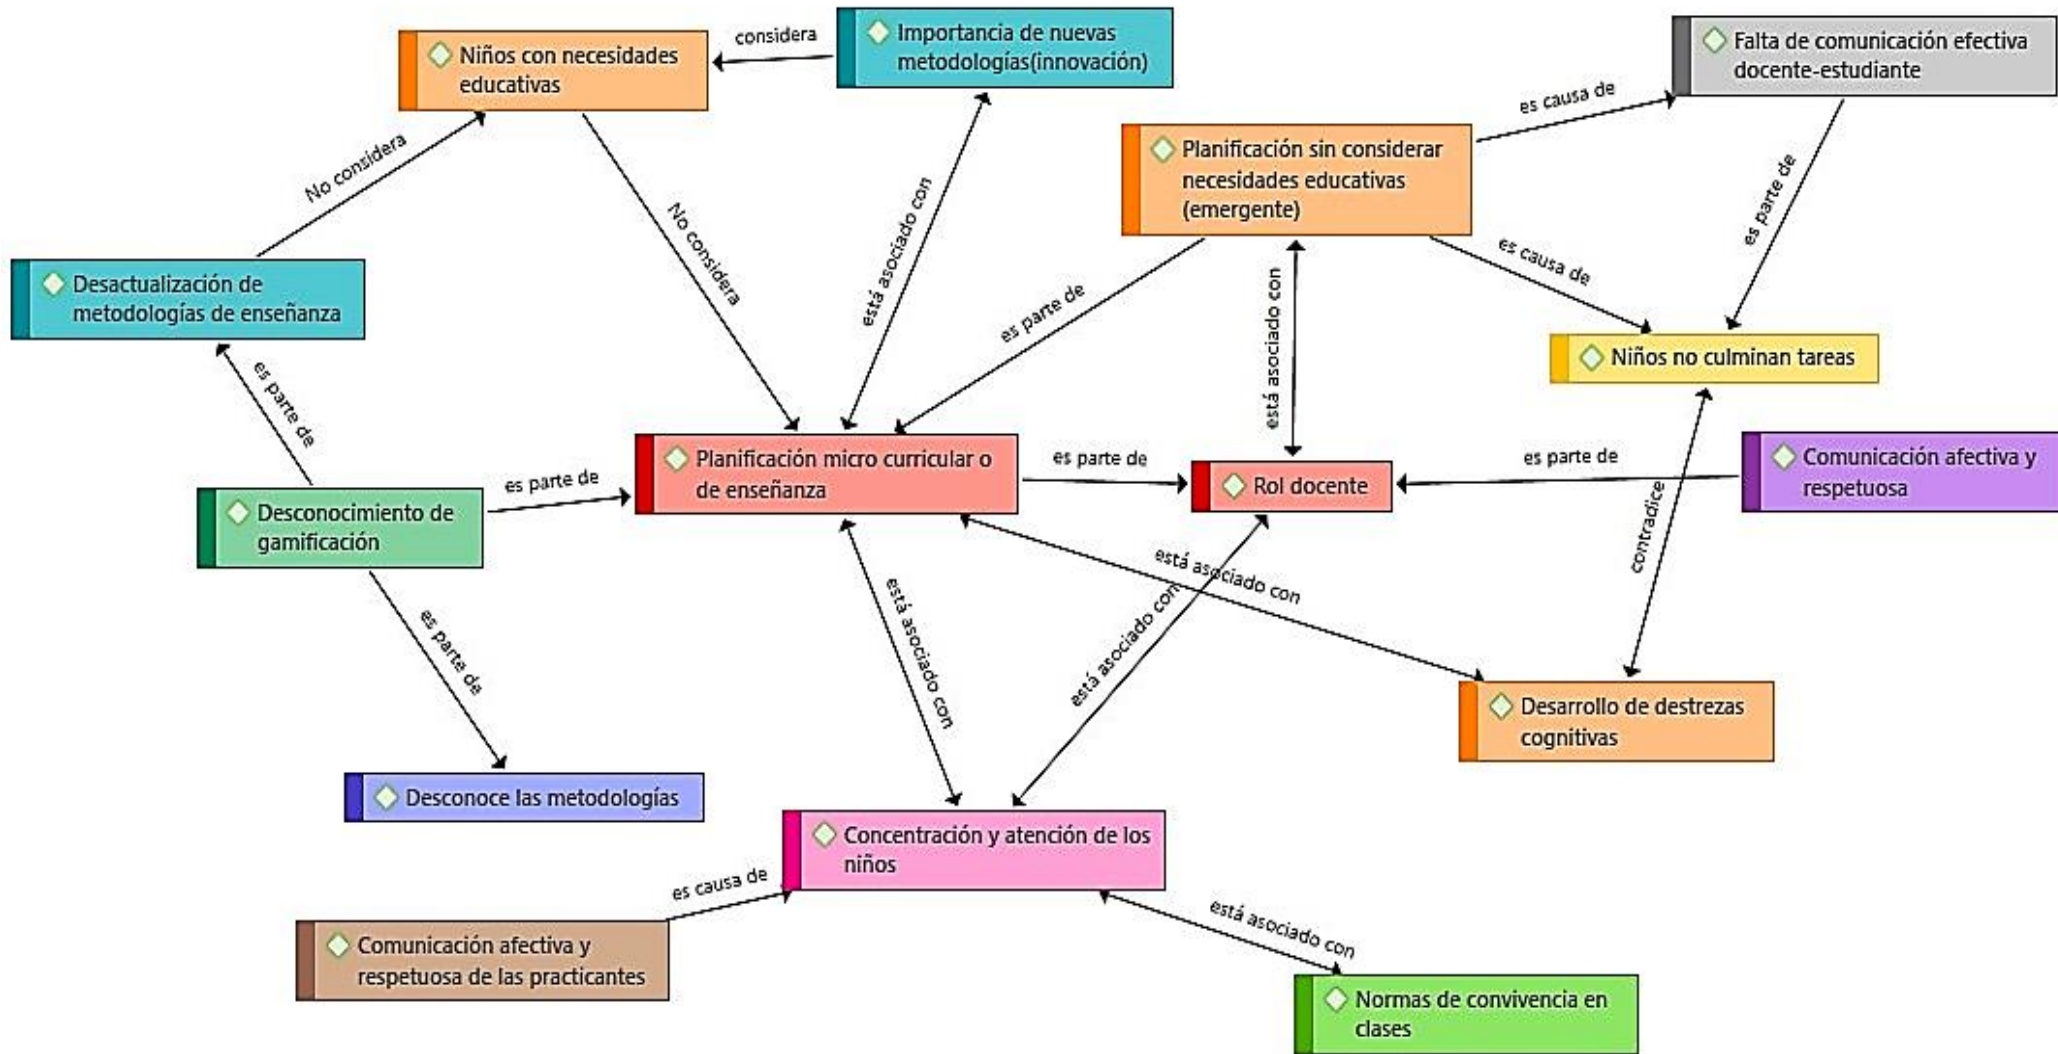 Niños con necesidades
educativas
considera
Importancia de nuevas
metodologías(innovación)
Falta de comunicación efectiva
docente-estudiante
es causa de
Planificación sin considerar
necesidades educativas
(emergente)
No considera
No considera
está asociado con
es parte de
es causa de
es parte de
está asociado con
Desactualización de
metodologías de enseñanza
Niños no culminan tareas
es parte de
Planificación micro curricular o
de enseñanza
es parte de
Rol docente
es parte de
Comunicación afectiva y
respetuosa
es parte de
Desconocimiento de
gamificación
contradice
está asociado con
está asociado con
está asociado con
es parte de
Desarrollo de destrezas
cognitivas
Desconoce las metodologías
Concentración y atención de los
niños
es causa de
está asociado con
Comunicación afectiva y
respetuosa de las practicantes
Normas de convivencia en
clases